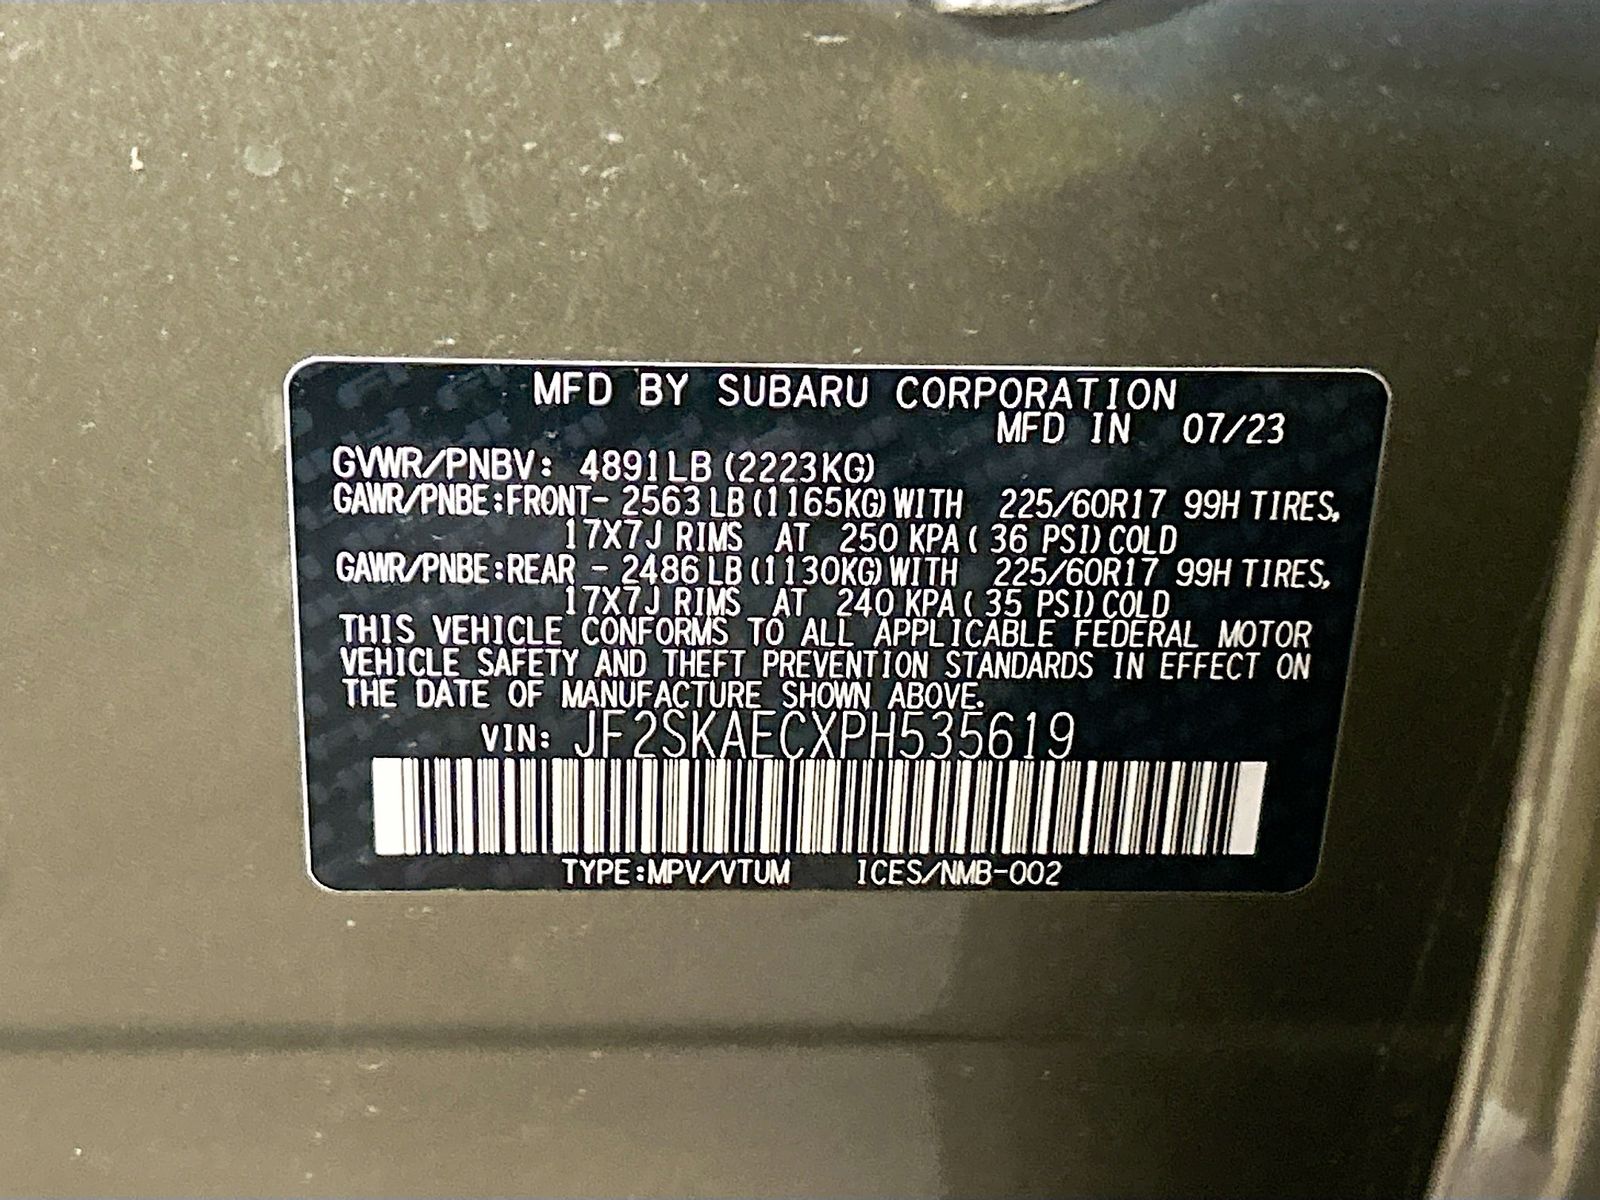 MFD BY SUBARU CORPORATION
MFD IN 07/23
GVWR/PNBV: 4891LB (2223KG)
GAWR/PNBE:FRONT- 2563LB(1165KG)WITH 225/60R17 99H TIRES,
17X7J RIMS AT 250 KPA( 36 PSI)COLD
GAWR/PNBE:REAR - 2486LB(1130KG)WITH 225/60R17 99H TIRES,
17X7J RIMS AT 240 KPA( 35 PSI)COLD
THIS VEHICLE CONFORMS TO ALL APPLICABLE FEDERAL MOTOR
VEHICLE SAFETY AND THEFT PREVENTION STANDARDS IN EFFECT ON
THE DATE OF MANUFACTURE SHOWN ABOVE.
VIN: JF2SKAECXPH535619
TYPE:MPV/VTUM ICES/NMB-002